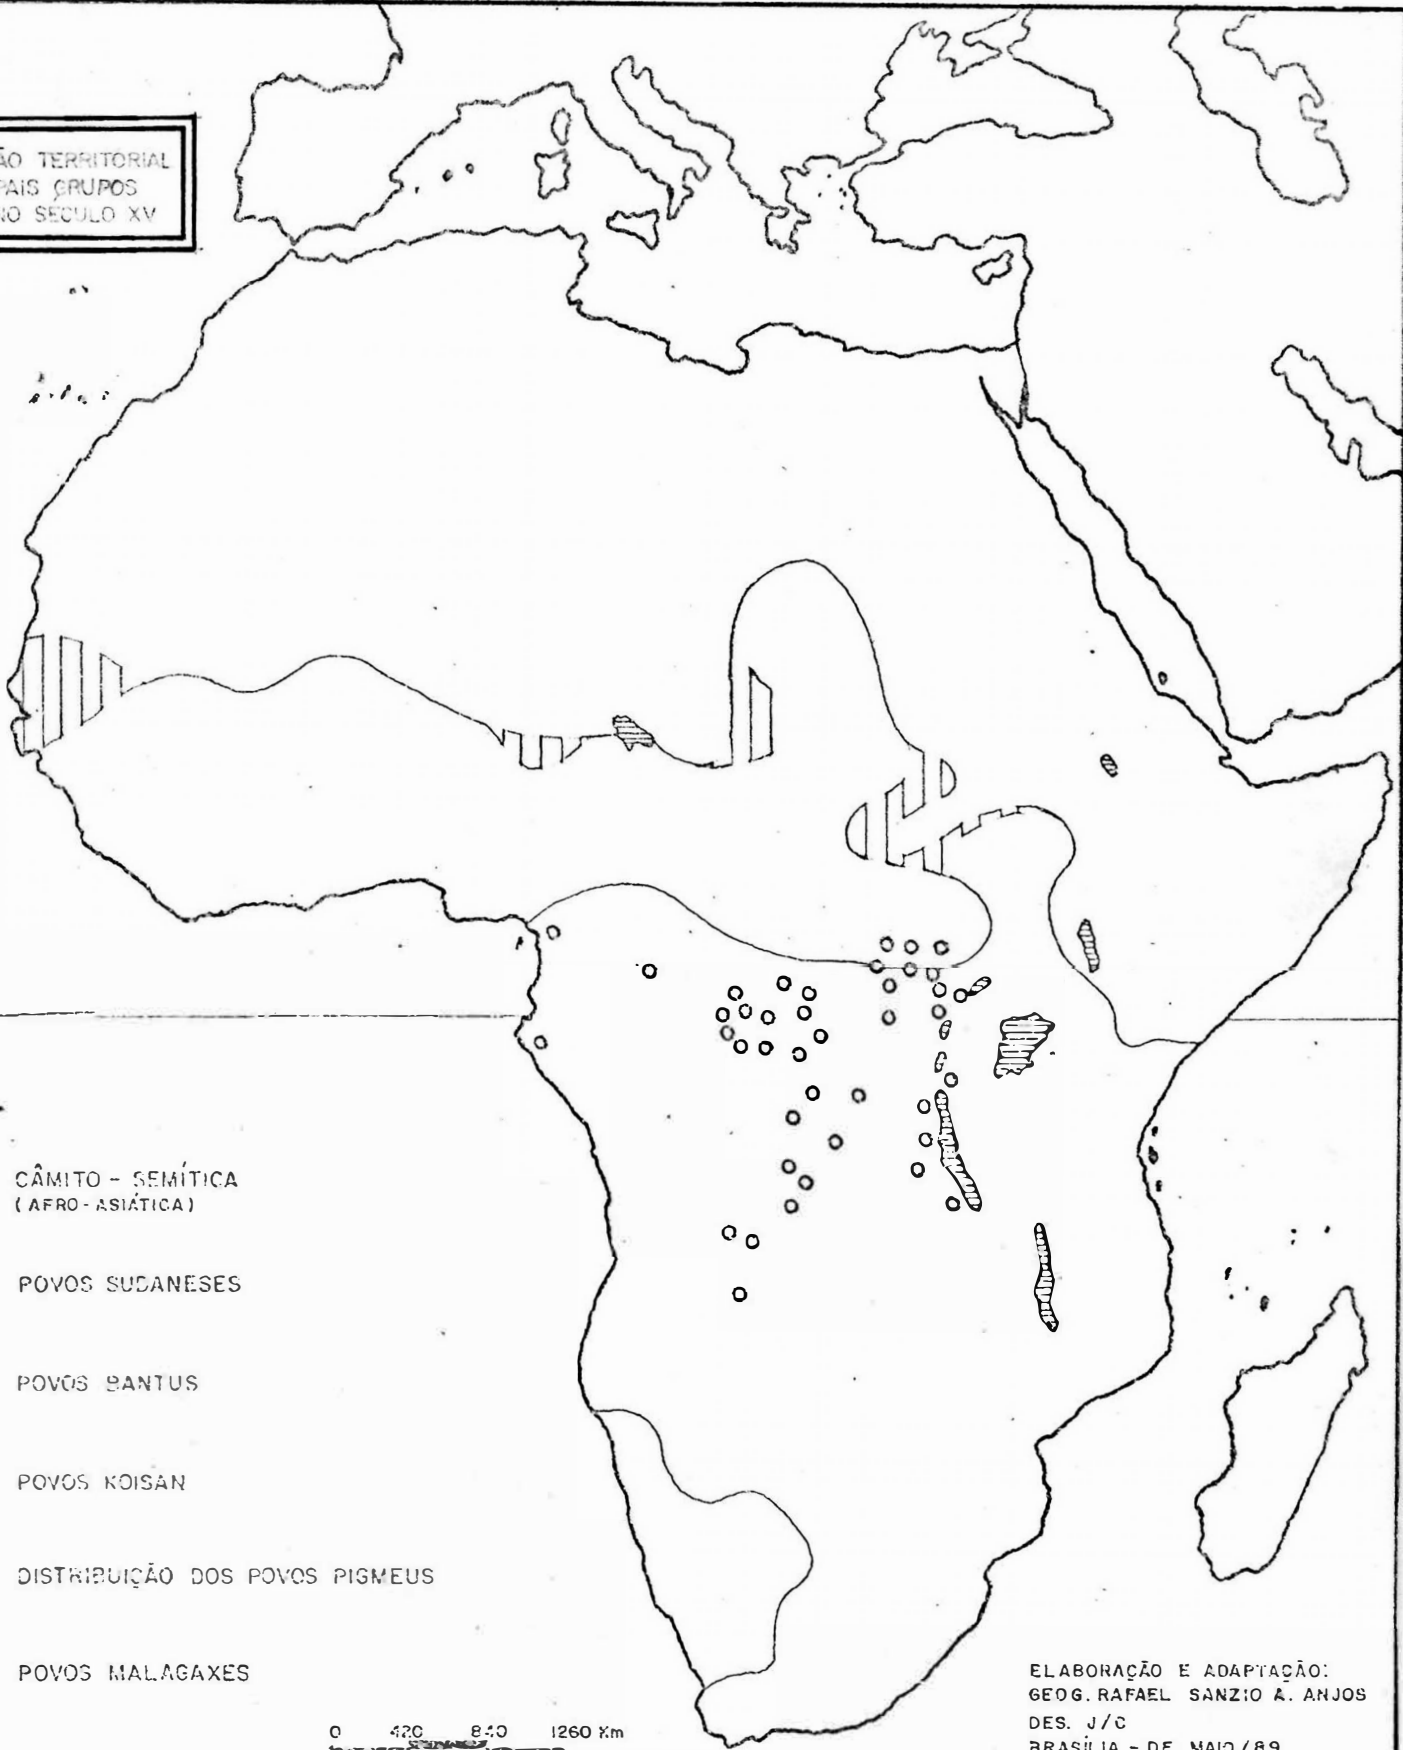 ÃO TERRITORIAL
PAIS GRUPOS
NO SÉCULO XV
CÂMITO - SEMÍTICA
(AFRO-ASIÁTICA)
POVOS SUDANESES
POVOS BANTUS
POVOS KOISAN
DISTRIBUIÇÃO DOS POVOS PIGMEUS
POVOS MALAGAXES
0 420 840 1260 Km
ELABORAÇÃO E ADAPTAÇÃO:
GEOG. RAFAEL SANZIO A. ANJOS
DES. J/C
BRASÍLIA - DF MAIO/89